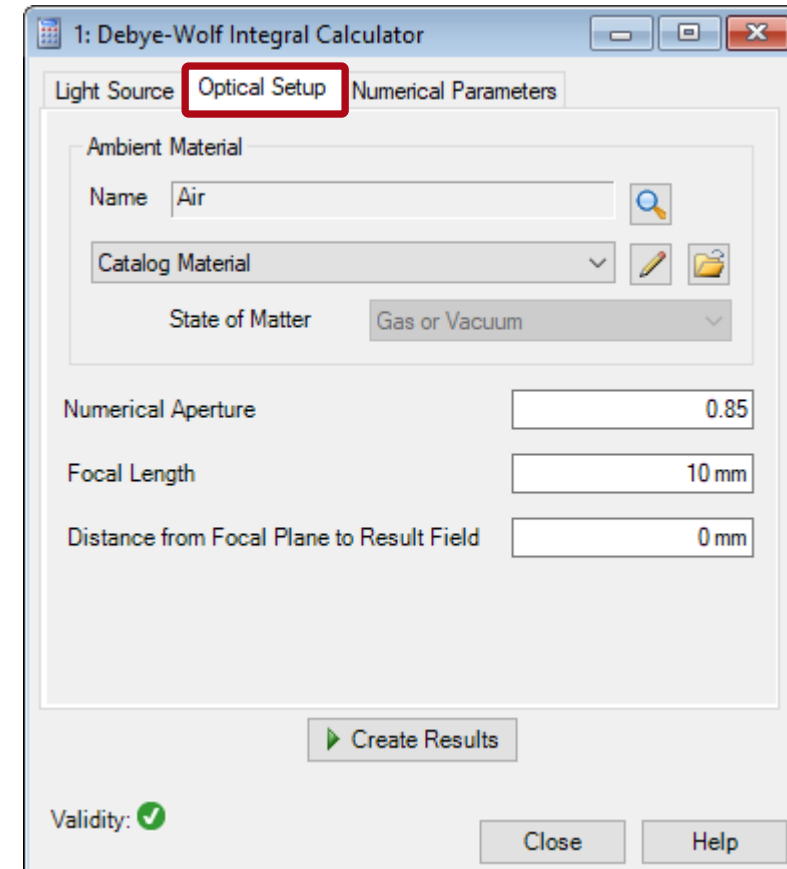 1: Debye-Wolf Integral Calculator
Light Source Optical Setup Numerical Parameters
Ambient Material
Name Air
Catalog Material
State of Matter Gas or Vacuum
Numerical Aperture 0.85
Focal Length 10 mm
Distance from Focal Plane to Result Field 0 mm
Create Results
Validity:
Close Help